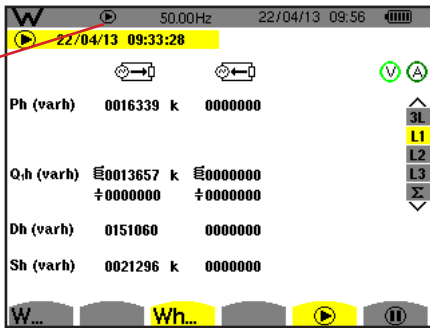 W 50.00Hz 22/04/13 09:56
22/04/13 09:33:28
V A
Ph (varh) 0016339 k 0000000
3L
L1
L2
L3
Σ
Q₁h (varh) 0013657 k 0000000
÷0000000 ÷0000000
Dh (varh) 0151060 0000000
Sh (varh) 0021296 k 0000000
W... Wh...